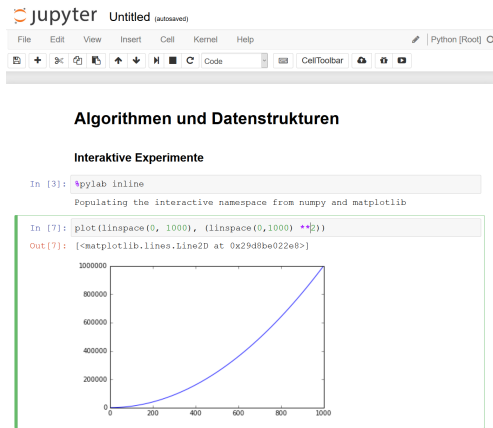 jupyter Untitled (autosaved)
File Edit View Insert Cell Kernel Help Python [Root]
Code CellToolbar
Algorithmen und Datenstrukturen
Interaktive Experimente
In [3]: %pylab inline
Populating the interactive namespace from numpy and matplotlib
In [7]: plot(linspace(0, 1000), (linspace(0,1000) **2))
Out[7]: [<matplotlib.lines.Line2D at 0x29d8be022e8>]
1000000
800000
600000
400000
200000
0
0 200 400 600 800 1000